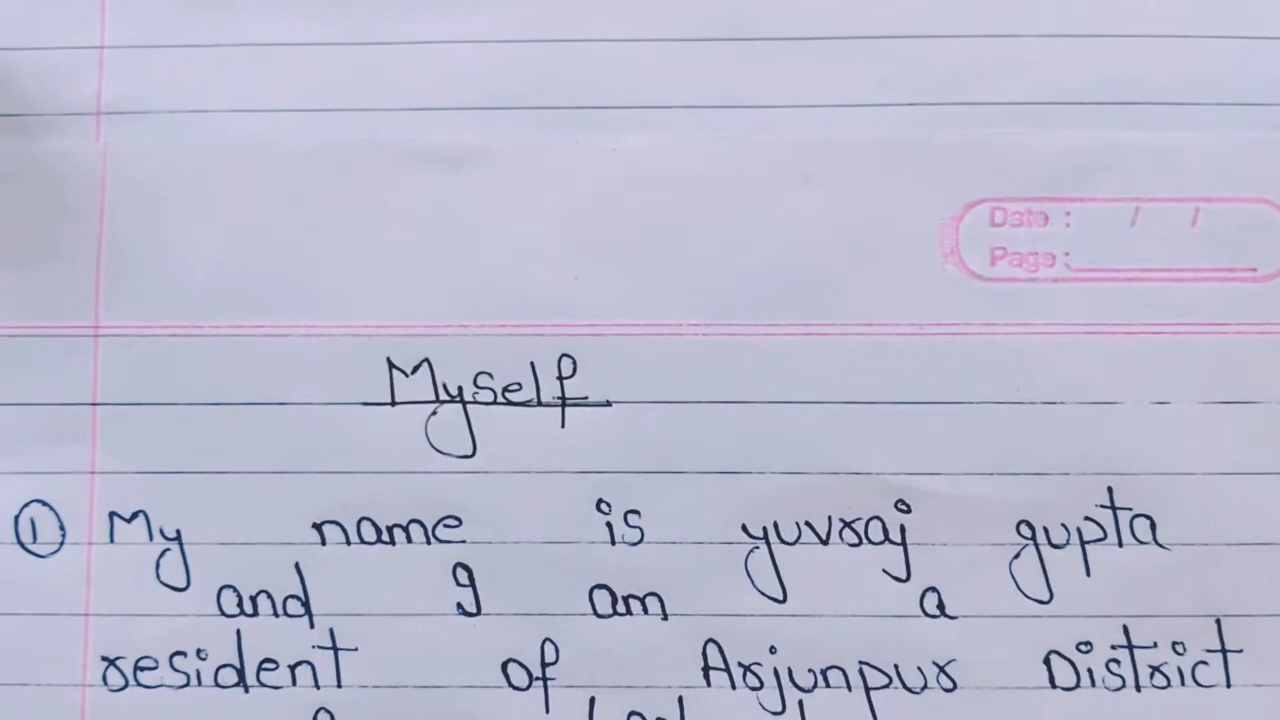 Date : / /
Page :
Myself
① My name is yuvraj gupta
and I am a
resident of Arjunpur District